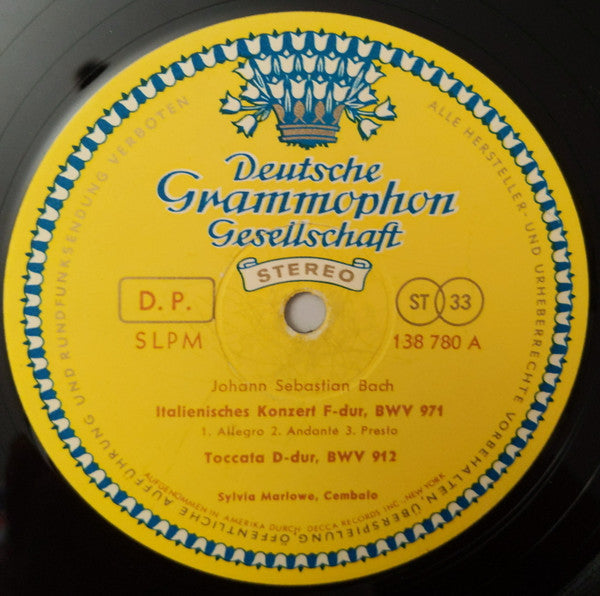 Deutsche
Grammophon
Gesellschaft
STEREO
D. P.
ST 33
SLPM
138 780 A
Johann Sebastian Bach
Italienisches Konzert F-dur, BWV 971
1. Allegro 2. Andante 3. Presto
Toccata D-dur, BWV 912
Sylvia Marlowe, Cembalo
AUFGENOMMEN IN AMERIKA DURCH DECCA RECORDS INC., NEW YORK
ALLE HERSTELLER- UND URHEBERRECHTE VORBEHALTEN, ÜBERSPIELUNG, ÖFFENTLICHE AUFFÜHRUNG UND RUNDFUNKSENDUNG VERBOTEN